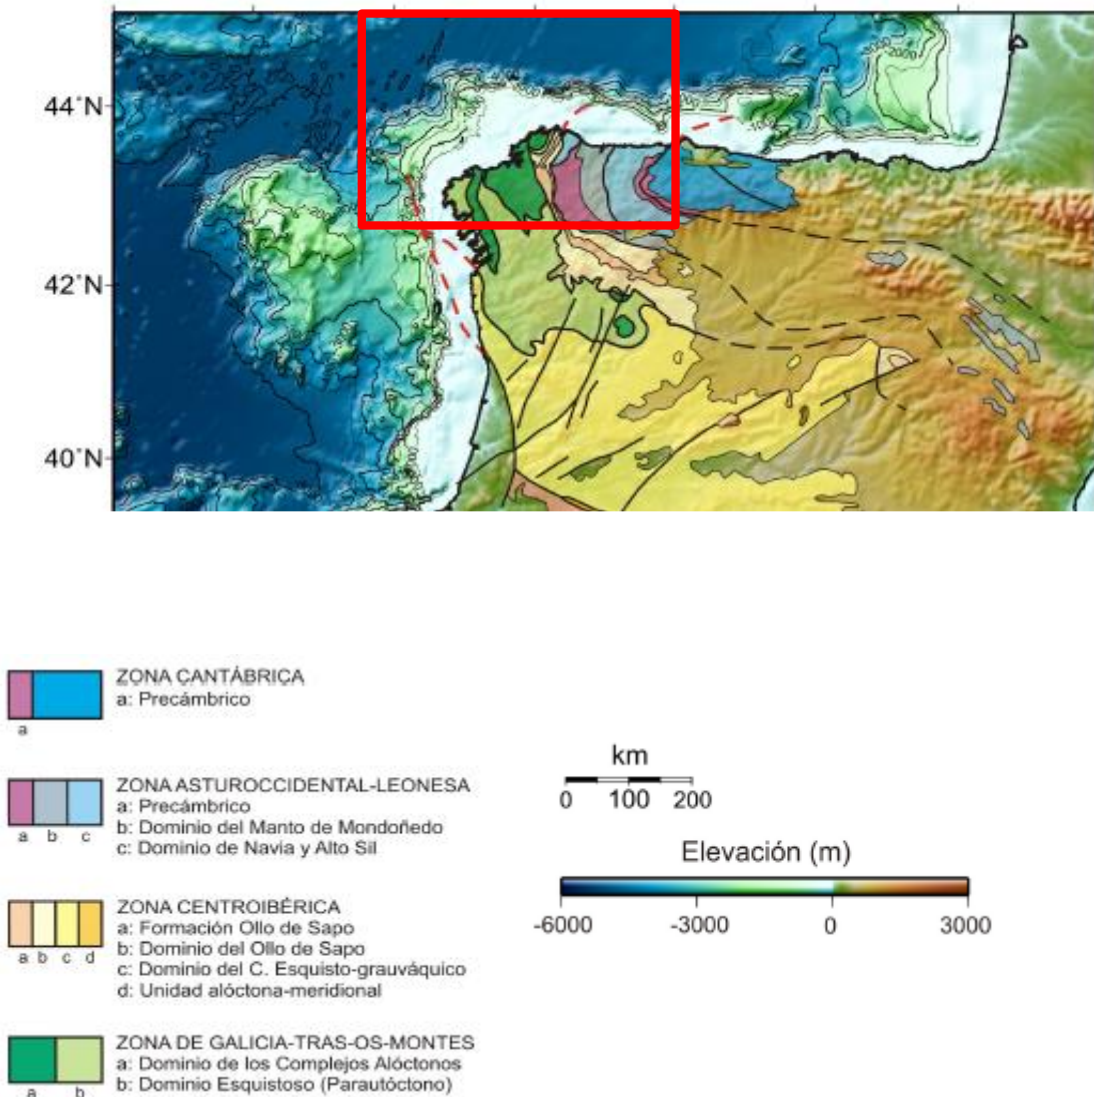 44°N
42°N
40°N
2000
ZONA CANTÁBRICA
a: Precámbrico
a
ZONA ASTUROCCIDENTAL-LEONESA
a: Precámbrico
b: Dominio del Manto de Mondoñedo
c: Dominio de Navia y Alto Sil
a b c
ZONA CENTROIBÉRICA
a: Formación Ollo de Sapo
b: Dominio del Ollo de Sapo
c: Dominio del C. Esquisto-grauváquico
d: Unidad alóctona-meridional
a b c d
ZONA DE GALICIA-TRAS-OS-MONTES
a: Dominio de los Complejos Alóctonos
b: Dominio Esquistoso (Parautóctono)
a b
km
0 100 200
Elevación (m)
-6000 -3000 0 3000